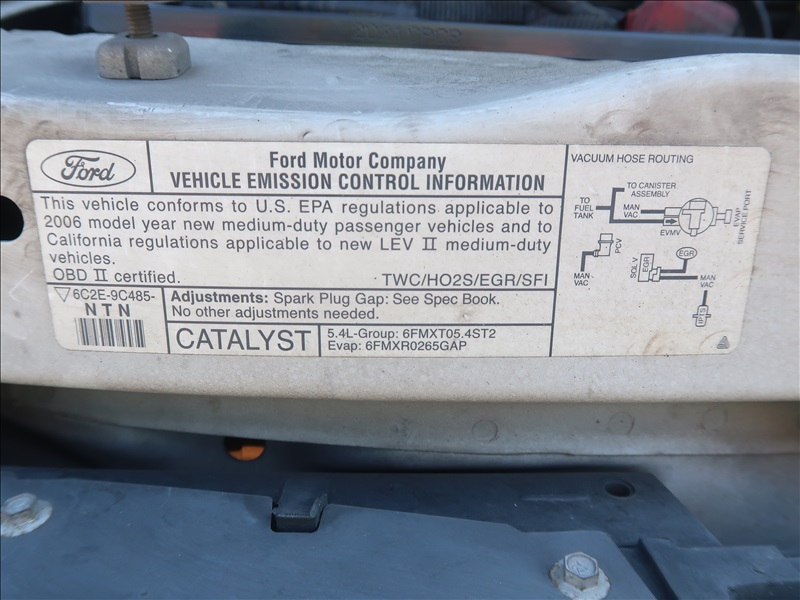 Ford
Ford Motor Company
VEHICLE EMISSION CONTROL INFORMATION
This vehicle conforms to U.S. EPA regulations applicable to
2006 model year new medium-duty passenger vehicles and to
California regulations applicable to new LEV II medium-duty
vehicles.
OBD II certified.
TWC/HO2S/EGR/SFI
6C2E-9C485-
NTN
Adjustments: Spark Plug Gap: See Spec Book.
No other adjustments needed.
CATALYST
5.4L-Group: 6FMXT05.4ST2
Evap: 6FMXR0265GAP
VACUUM HOSE ROUTING
TO CANISTER
ASSEMBLY
TO
FUEL
TANK
MAN
VAC
EVMV
EVAP
SERVICE PORT
PCV
MAN
VAC
SOL V
EGR
EGR
MAN
VAC